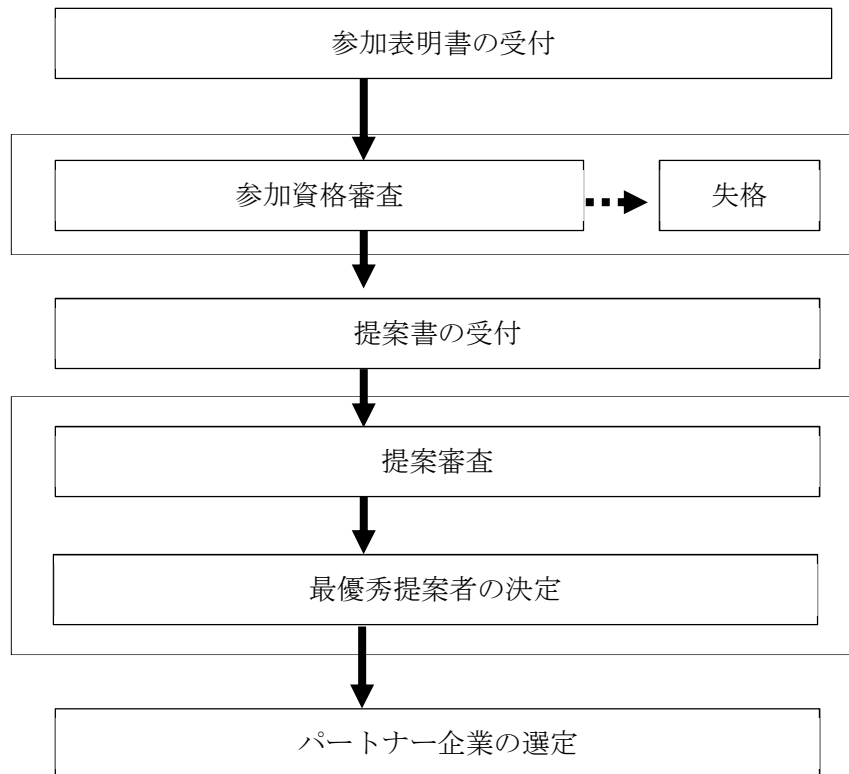 参加表明書の受付
参加資格審査
失格
提案書の受付
提案審査
最優秀提案者の決定
パートナー企業の選定